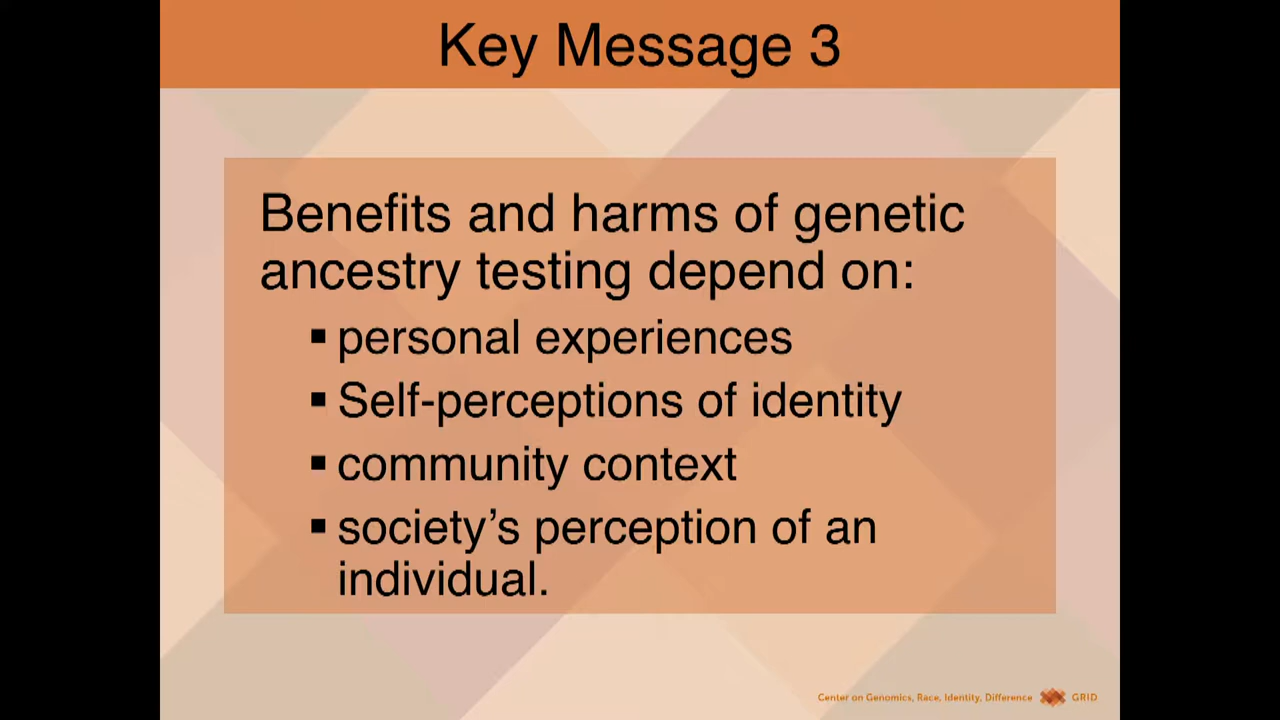 Key Message 3
Benefits and harms of genetic
ancestry testing depend on:
▪ personal experiences
▪ Self-perceptions of identity
▪ community context
▪ society’s perception of an
individual.
Center on Genomics, Race, Identity, Difference GRID